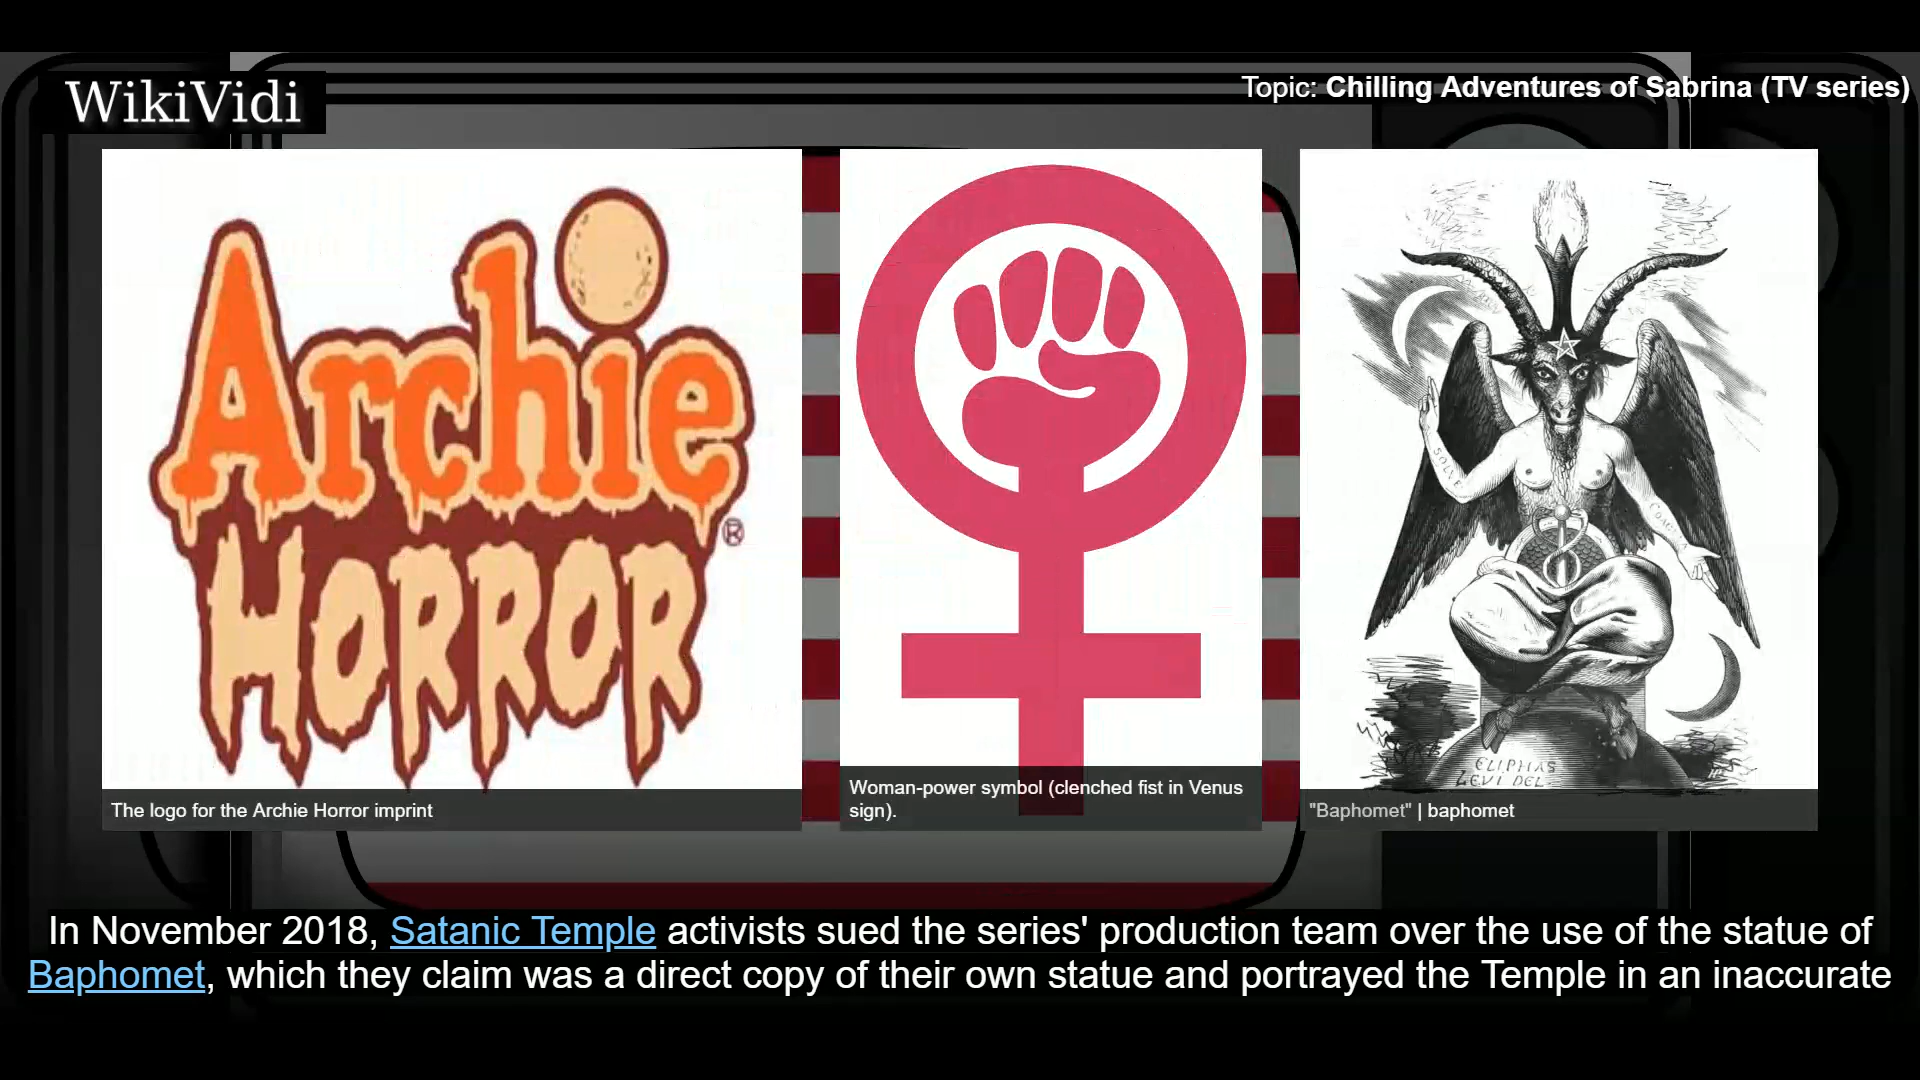 WikiVidi
Topic: Chilling Adventures of Sabrina (TV series)
Archie
HORROR
®
The logo for the Archie Horror imprint
Woman-power symbol (clenched fist in Venus
sign).
SOLVE
COAGV
ELIPHAS
LEVI DEL
"Baphomet" | baphomet
In November 2018, Satanic Temple activists sued the series' production team over the use of the statue of
Baphomet, which they claim was a direct copy of their own statue and portrayed the Temple in an inaccurate